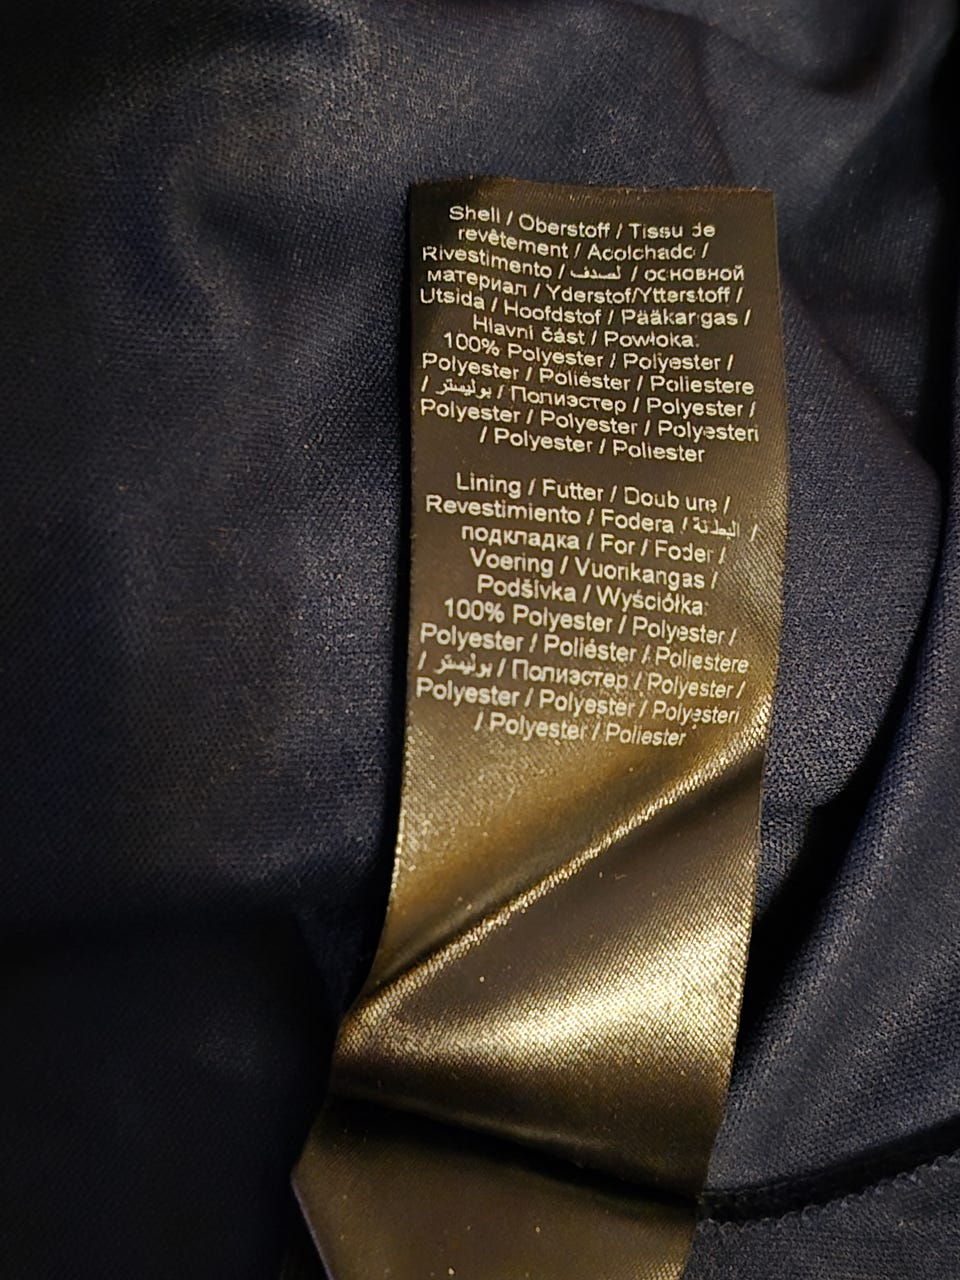 Shell / Oberstoff / Tissu de
revêtement / Acolchado /
Rivestimento / لصدف / основной
материал / Yderstof/Ytterstoff /
Utsida / Hoofdstof / Pääkangas /
Hlavní část / Powłoka:
100% Polyester / Polyester /
Polyester / Poliéster / Poliestere
/ بوليستر / Полиэстер / Polyester /
Polyester / Polyester / Polyesteri
/ Polyester / Poliester
Lining / Futter / Doublure /
Revestimiento / Fodera / البطانة /
подкладка / For / Foder /
Voering / Vuorikangas /
Podšívka / Wyściółka:
100% Polyester / Polyester /
Polyester / Poliéster / Poliestere
/ بوليستر / Полиэстер / Polyester /
Polyester / Polyester / Polyesteri
/ Polyester / Poliester